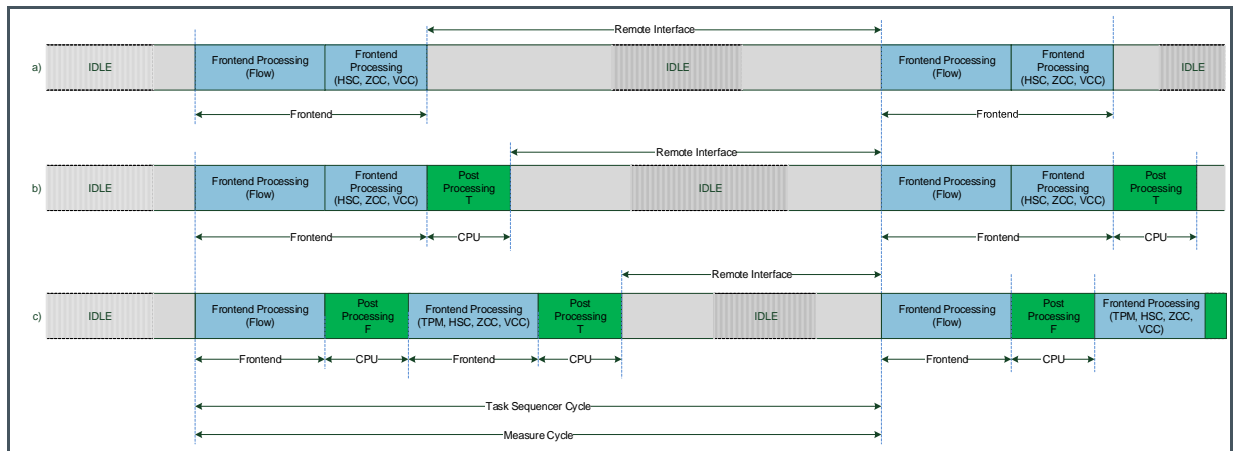 Remote Interface
a)
IDLE
Frontend Processing
(Flow)
Frontend
Processing
(HSC, ZCC, VCC)
IDLE
Frontend Processing
(Flow)
Frontend
Processing
(HSC, ZCC, VCC)
IDLE
Frontend
Frontend
Remote Interface
b)
IDLE
Frontend Processing
(Flow)
Frontend
Processing
(HSC, ZCC, VCC)
Post
Processing
T
IDLE
Frontend Processing
(Flow)
Frontend
Processing
(HSC, ZCC, VCC)
Post
Processing
T
Frontend
CPU
Frontend
CPU
Remote Interface
c)
IDLE
Frontend Processing
(Flow)
Post
Processing
F
Frontend Processing
(TPM, HSC, ZCC,
VCC)
Post
Processing
T
IDLE
Frontend Processing
(Flow)
Post
Processing
F
Frontend Processing
(TPM, HSC, ZCC,
VCC)
Frontend
CPU
Frontend
CPU
Frontend
CPU
Task Sequencer Cycle
Measure Cycle